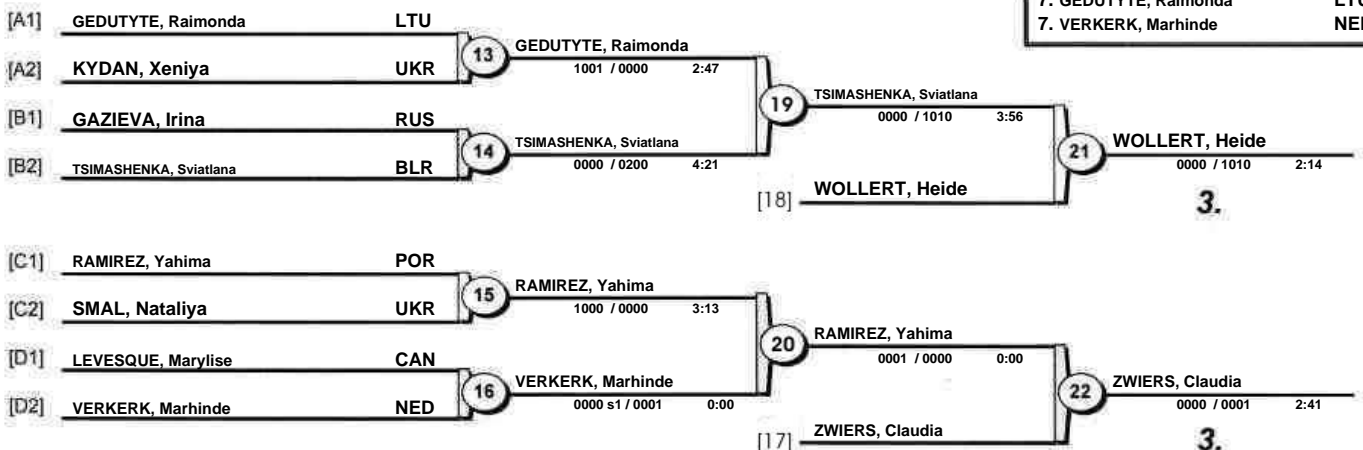 7. GEDUTYTE, Raimonda LTU
7. VERKERK, Marhinde NED
[A1] GEDUTYTE, Raimonda LTU
[A2] KYDAN, Xeniya UKR
13 GEDUTYTE, Raimonda
1001 / 0000 2:47
[B1] GAZIEVA, Irina RUS
[B2] TSIMASHENKA, Sviatlana BLR
14 TSIMASHENKA, Sviatlana
0000 / 0200 4:21
19 TSIMASHENKA, Sviatlana
0000 / 1010 3:56
[18] WOLLERT, Heide
21 WOLLERT, Heide
0000 / 1010 2:14
3.
[C1] RAMIREZ, Yahima POR
[C2] SMAL, Nataliya UKR
15 RAMIREZ, Yahima
1000 / 0000 3:13
[D1] LEVESQUE, Marylise CAN
[D2] VERKERK, Marhinde NED
16 VERKERK, Marhinde
0000 s1 / 0001 0:00
20 RAMIREZ, Yahima
0001 / 0000 0:00
[17] ZWIERS, Claudia
22 ZWIERS, Claudia
0000 / 0001 2:41
3.